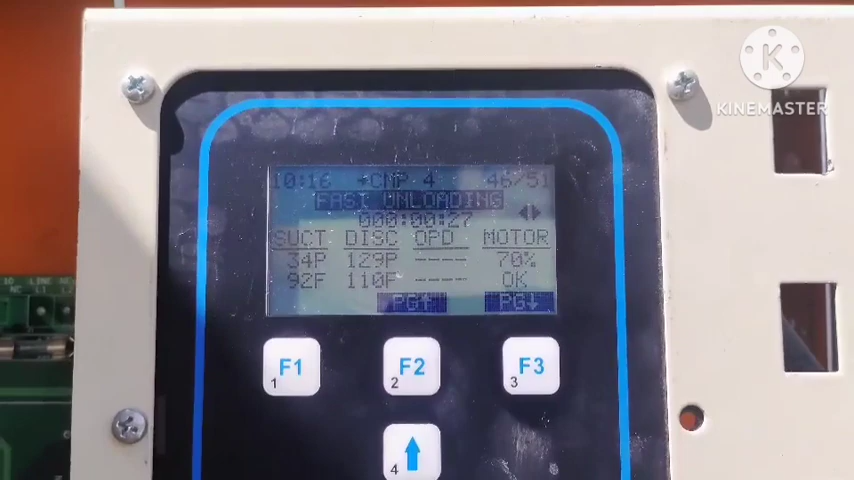 K
KINEMASTER
10:16 →CMP 4 46/51
FAST UNLOADING
000:00:27
SUCT DISC OPD MOTOR
34P 129P ---- 70%
92F 110F ---- OK
PG↑ PG↓
F1 F2 F3
1 2 3
4